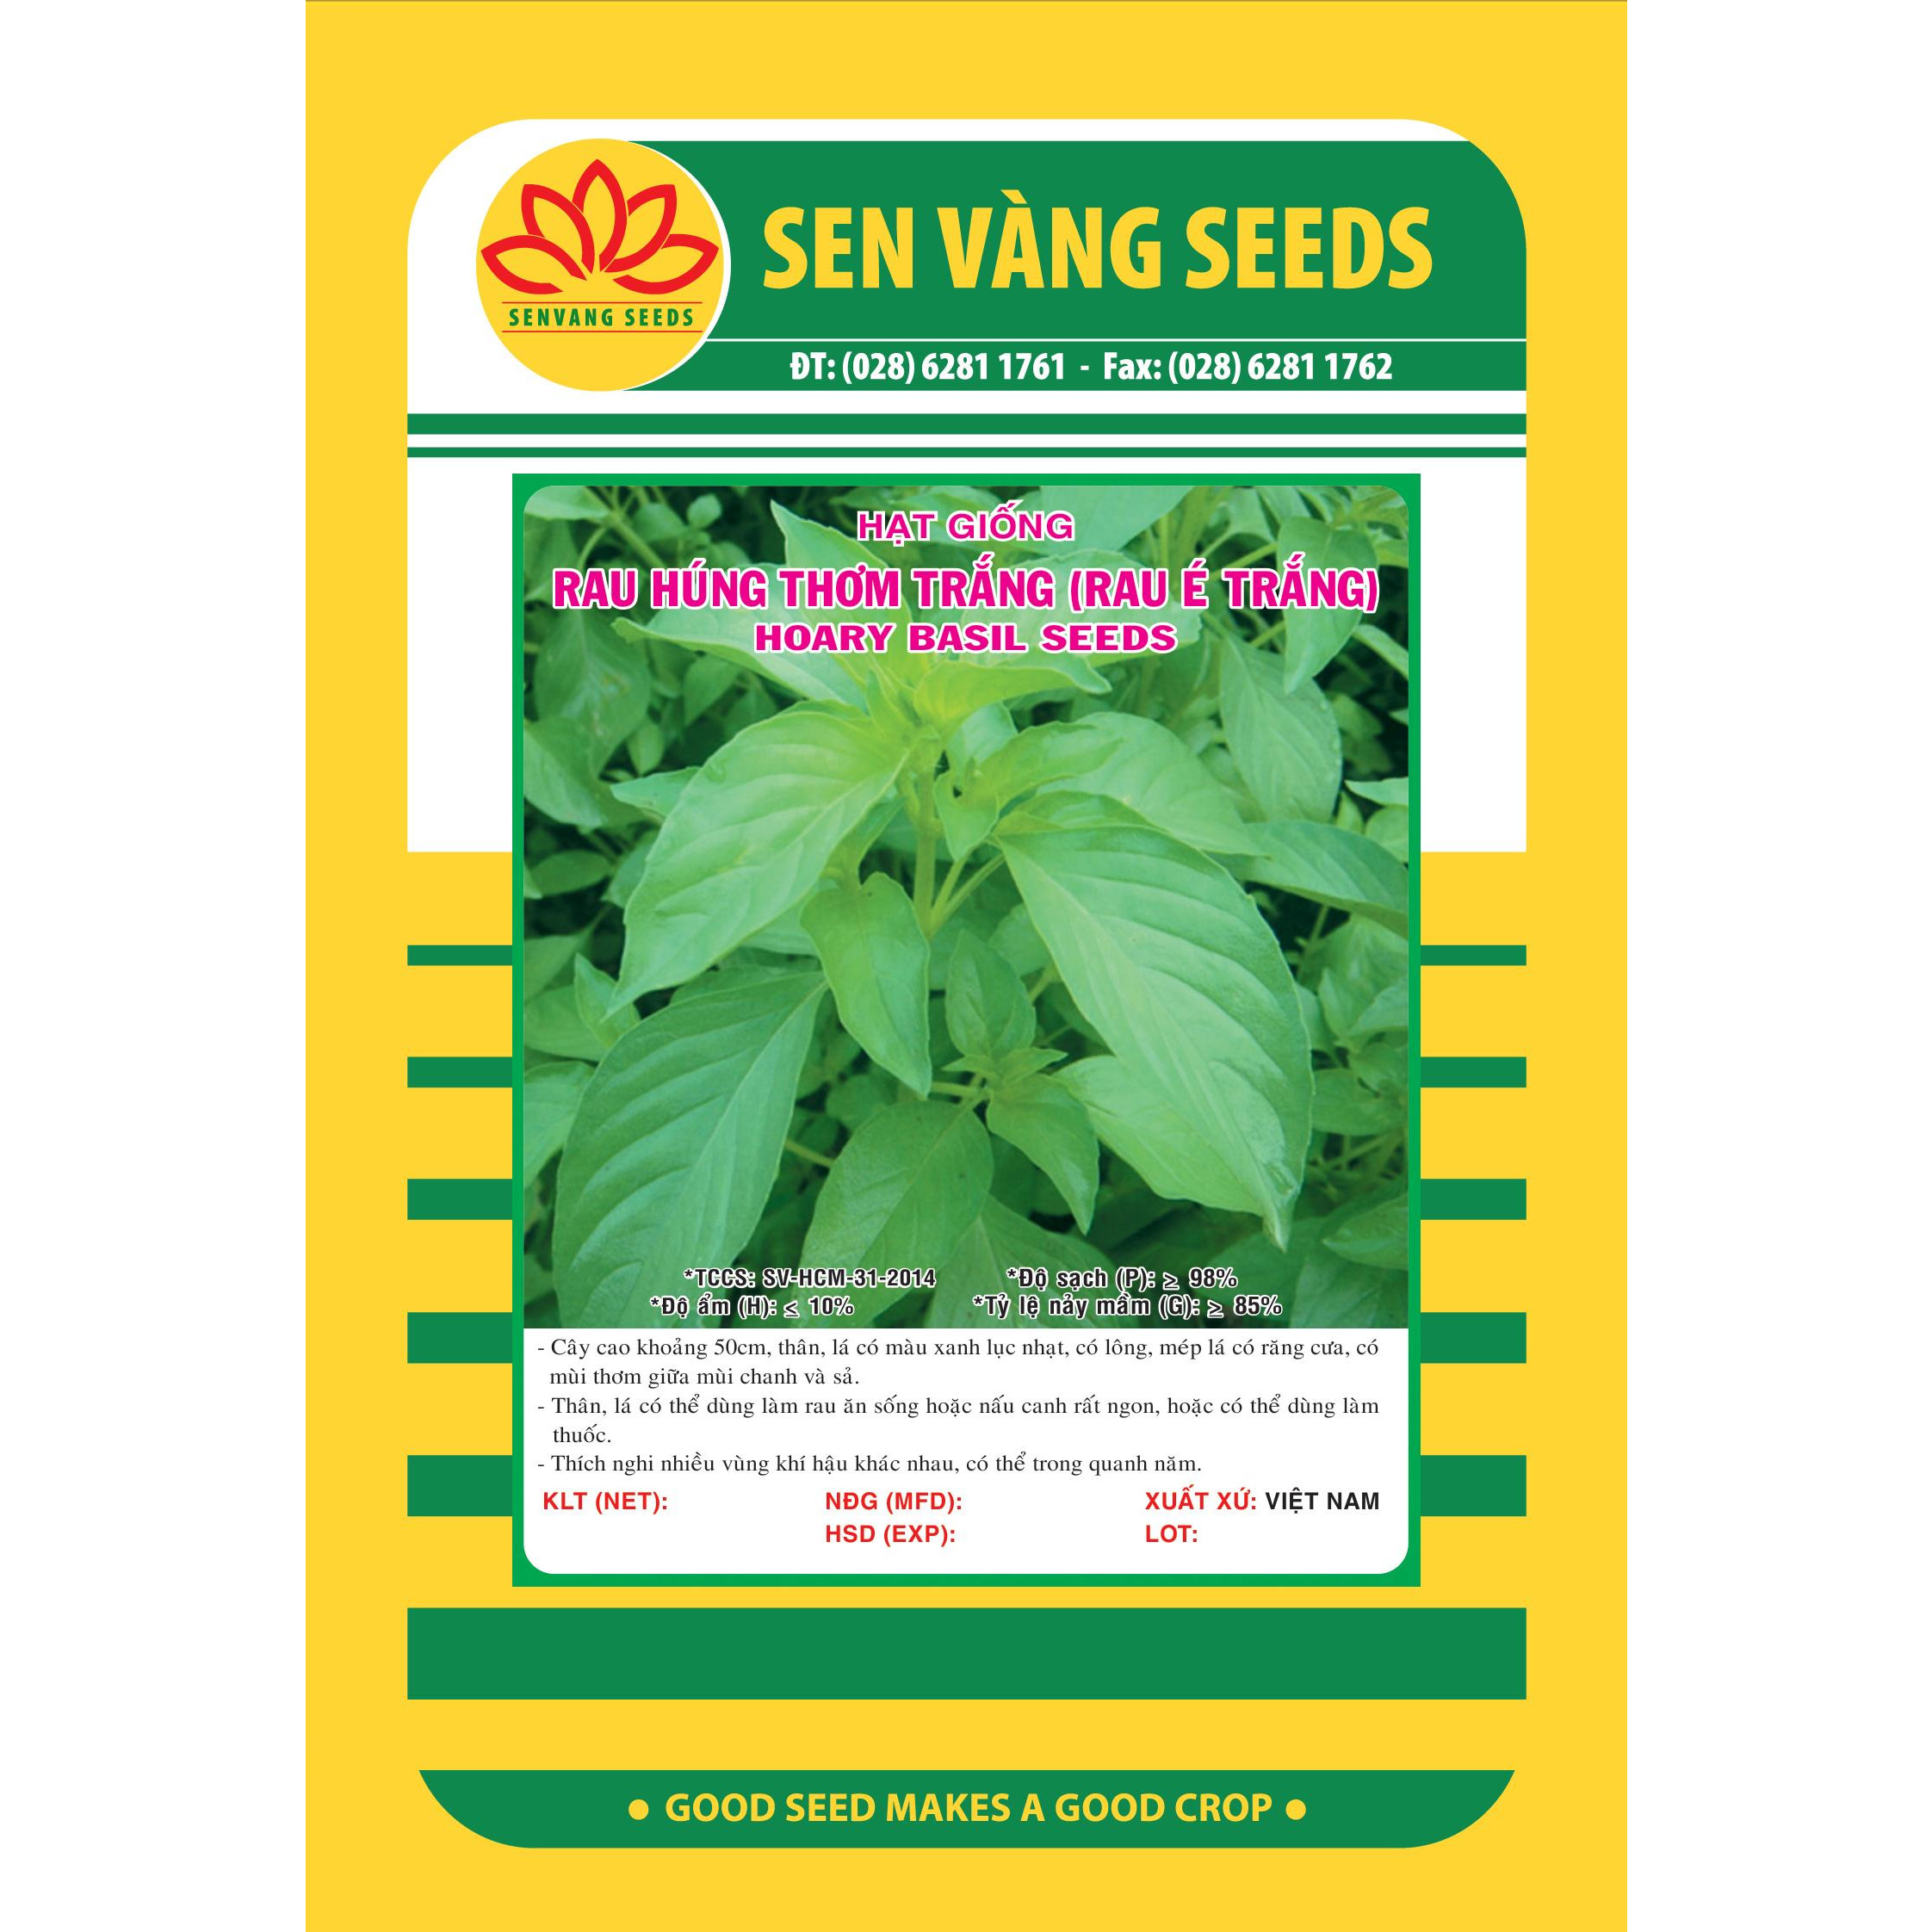 SENVANG SEEDS
SEN VÀNG SEEDS
ĐT: (028) 6281 1761 - Fax: (028) 6281 1762
HẠT GIỐNG
RAU HÚNG THƠM TRẮNG (RAU É TRẮNG)
HOARY BASIL SEEDS
*TCCS: SV-HCM-31-2014 *Độ sạch (P): ≥ 98%
*Độ ẩm (H): ≤ 10% *Tỷ lệ nảy mầm (G): ≥ 85%
- Cây cao khoảng 50cm, thân, lá có màu xanh lục nhạt, có lông, mép lá có răng cưa, có
mùi thơm giữa mùi chanh và sả.
- Thân, lá có thể dùng làm rau ăn sống hoặc nấu canh rất ngon, hoặc có thể dùng làm
thuốc.
- Thích nghi nhiều vùng khí hậu khác nhau, có thể trong quanh năm.
KLT (NET): NĐG (MFD): XUẤT XỨ: VIỆT NAM
HSD (EXP): LOT:
• GOOD SEED MAKES A GOOD CROP •